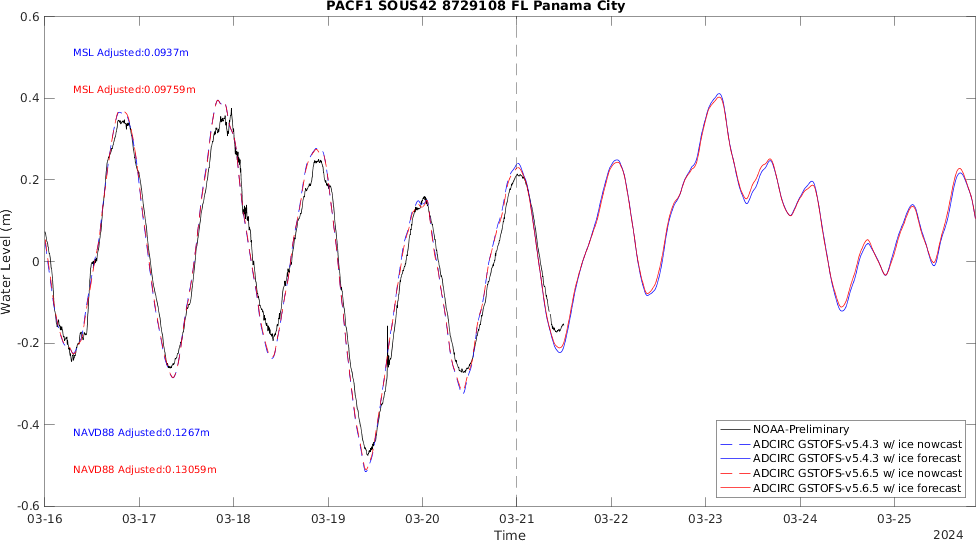 PACF1 SOUS42 8729108 FL Panama City
0.6
0.4
0.2
0
-0.2
-0.4
-0.6
Water Level (m)
MSL Adjusted:0.0937m
MSL Adjusted:0.09759m
NAVD88 Adjusted:0.1267m
NAVD88 Adjusted:0.13059m
NOAA-Preliminary
ADCIRC GSTOFS-v5.4.3 w/ ice nowcast
ADCIRC GSTOFS-v5.4.3 w/ ice forecast
ADCIRC GSTOFS-v5.6.5 w/ ice nowcast
ADCIRC GSTOFS-v5.6.5 w/ ice forecast
03-16 03-17 03-18 03-19 03-20 03-21 03-22 03-23 03-24 03-25
Time
2024